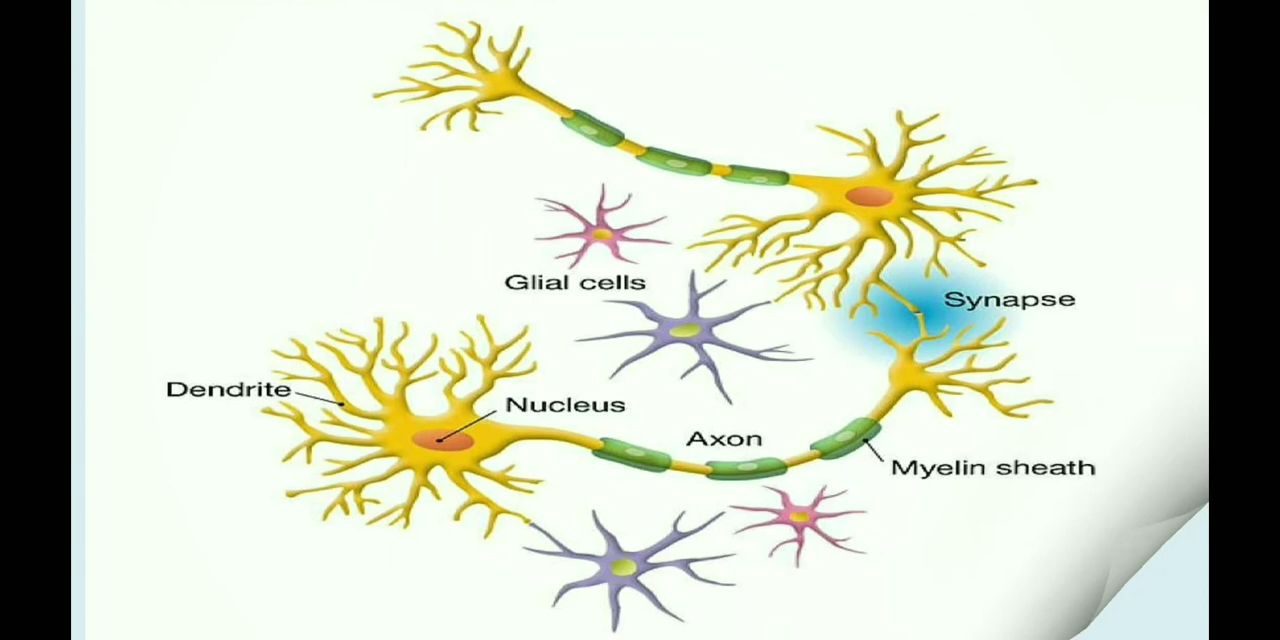 Glial cells
Synapse
Dendrite
Nucleus
Axon
Myelin sheath